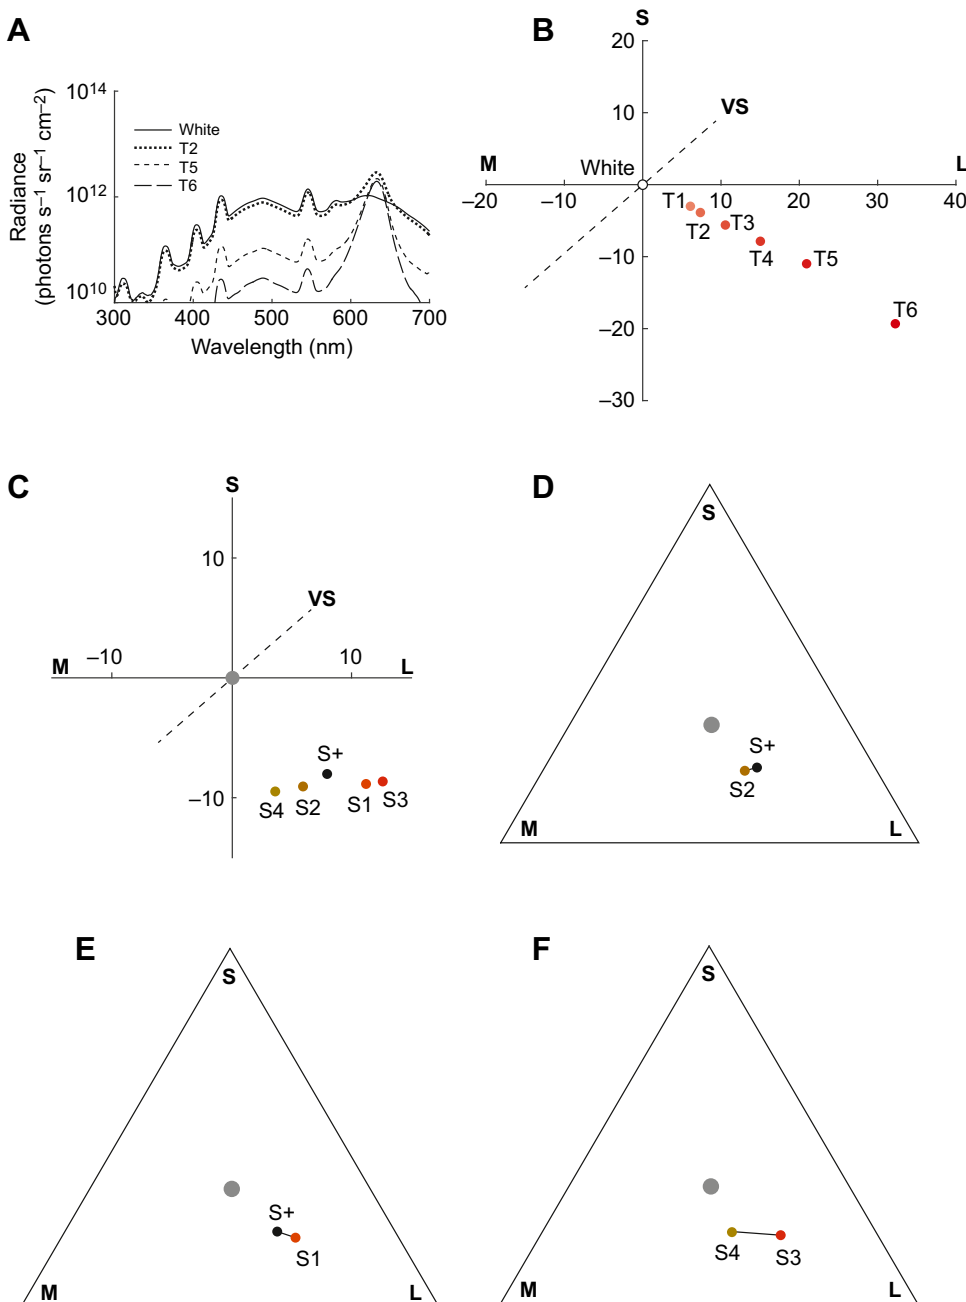 A
Radiance
(photons s–1 sr–1 cm–2)
10^14
10^12
10^10
White
T2
T5
T6
300 400 500 600 700
Wavelength (nm)
B
S
20
10
VS
White
M
L
–20 –10 10 20 30 40
T1
T2
T3
T4
T5
T6
–10
–20
–30
C
S
10
VS
M
–10
10
L
S+
–10
S4
S2
S1
S3
D
S
S+
S2
M
L
E
S
S+
S1
M
L
F
S
S4
S3
M
L